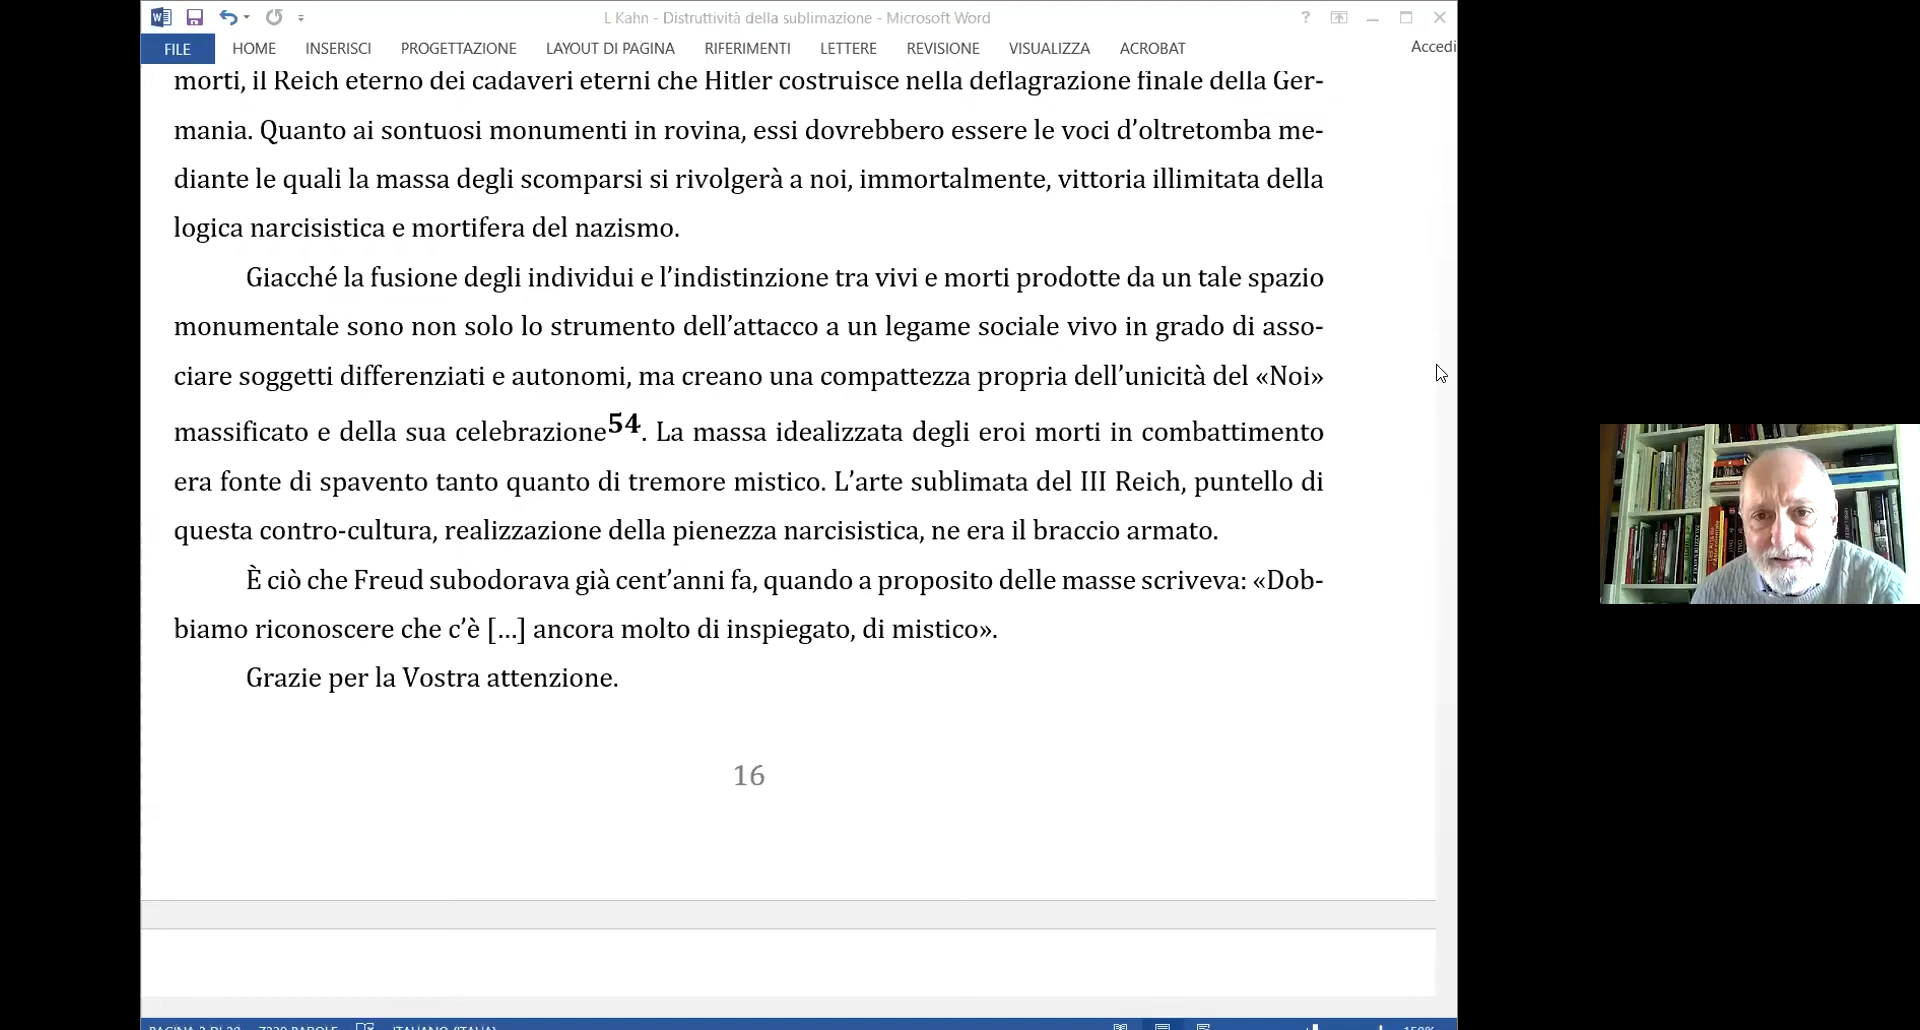 L Kahn - Distruttività della sublimazione - Microsoft Word
?
FILE HOME INSERISCI PROGETTAZIONE LAYOUT DI PAGINA RIFERIMENTI LETTERE REVISIONE VISUALIZZA ACROBAT Accedi
morti, il Reich eterno dei cadaveri eterni che Hitler costruisce nella deflagrazione finale della Ger-
mania. Quanto ai sontuosi monumenti in rovina, essi dovrebbero essere le voci d’oltretomba me-
diante le quali la massa degli scomparsi si rivolgerà a noi, immortalmente, vittoria illimitata della
logica narcisistica e mortifera del nazismo.
Giacché la fusione degli individui e l’indistinzione tra vivi e morti prodotte da un tale spazio
monumentale sono non solo lo strumento dell’attacco a un legame sociale vivo in grado di asso-
ciare soggetti differenziati e autonomi, ma creano una compattezza propria dell’unicità del «Noi»
massificato e della sua celebrazione54. La massa idealizzata degli eroi morti in combattimento
era fonte di spavento tanto quanto di tremore mistico. L’arte sublimata del III Reich, puntello di
questa contro-cultura, realizzazione della pienezza narcisistica, ne era il braccio armato.
È ciò che Freud subodorava già cent’anni fa, quando a proposito delle masse scriveva: «Dob-
biamo riconoscere che c’è […] ancora molto di inspiegato, di mistico».
Grazie per la Vostra attenzione.
16
ITALIANO (ITALIA)